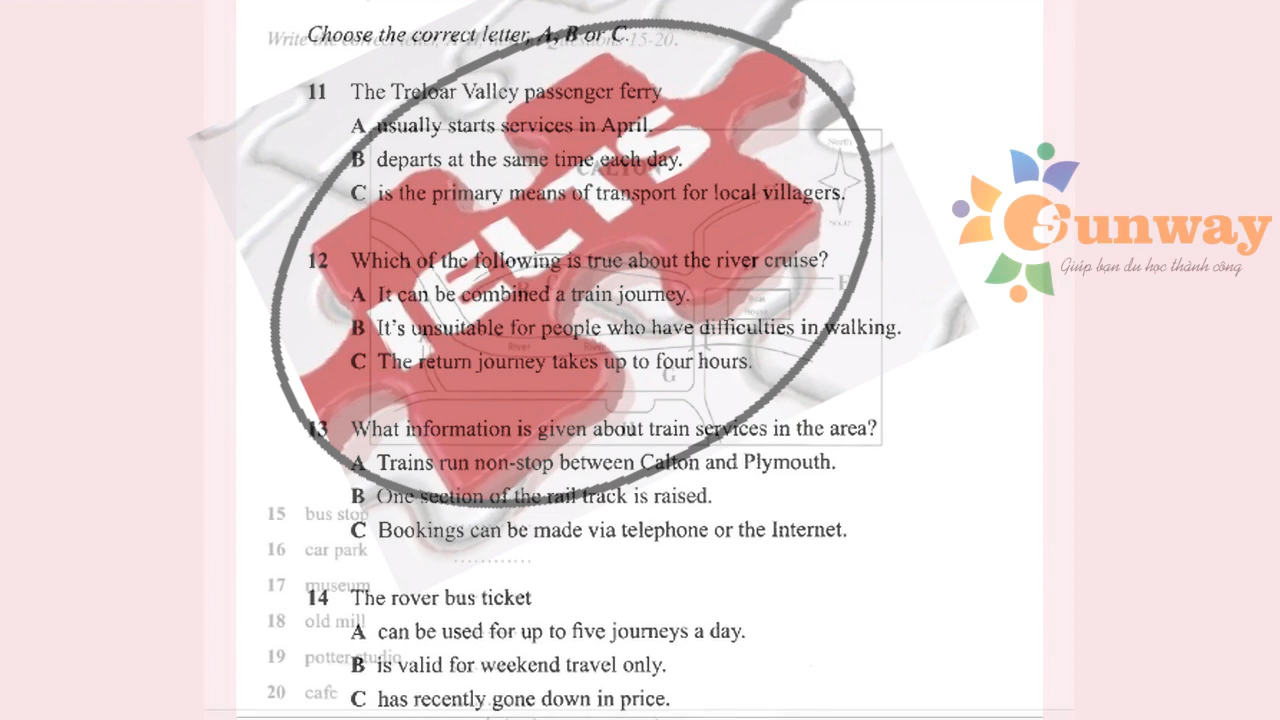 Choose the correct letter, A, B or C.
11 The Treloar Valley passenger ferry
A usually starts services in April.
B departs at the same time each day.
C is the primary means of transport for local villagers.
12 Which of the following is true about the river cruise?
A It can be combined a train journey.
B It's unsuitable for people who have difficulties in walking.
C The return journey takes up to four hours.
13 What information is given about train services in the area?
A Trains run non-stop between Calton and Plymouth.
B One section of the rail track is raised.
C Bookings can be made via telephone or the Internet.
14 The rover bus ticket
A can be used for up to five journeys a day.
B is valid for weekend travel only.
C has recently gone down in price.
15 bus stop
16 car park
17 museum
18 old mill
19 potter studio
20 cafe
15-20.
CALTON
North
River
River
G
IELTS
Sunway
Giúp bạn du học thành công